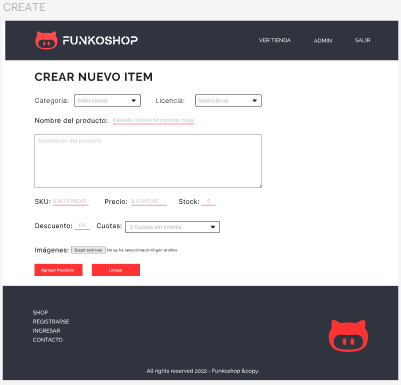 CREATE
FUNKOSHOP
VER TIENDA ADMIN SALIR
CREAR NUEVO ITEM
Categoría: Seleccionar Licencia: Seleccionar
Nombre del producto: Kakashi Hatake Shippuden Saga
Descripción del producto
SKU: SSK111AB001 Precio: $ 0.000,00 Stock: 0
Descuento: 0% Cuotas: 3 Cuotas sin interés
Imágenes: Elegir archivos No se ha seleccionado ningún archivo
Agregar Producto Limpiar
SHOP
REGISTRARSE
INGRESAR
CONTACTO
All rights reserved 2022 - Funkoshop &copy;